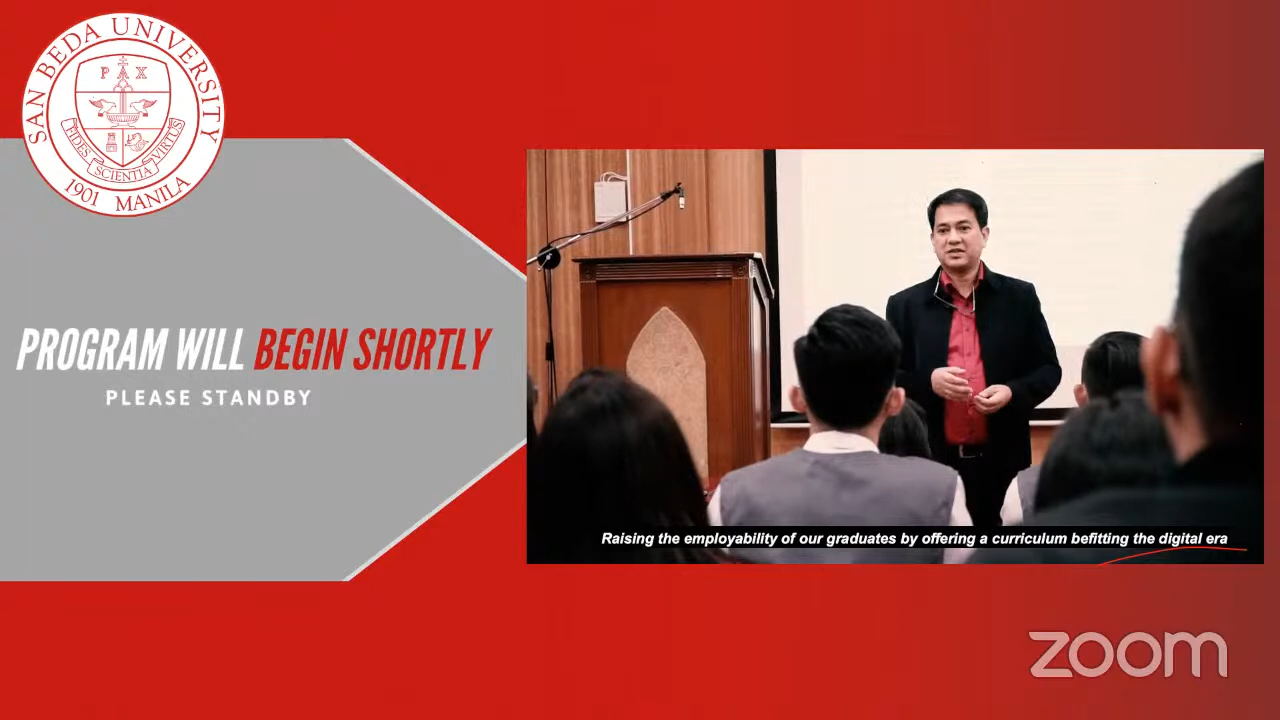 SAN BEDA UNIVERSITY
PAX
FIDES SCIENTIA VIRTUS
1901 MANILA
PROGRAM WILL BEGIN SHORTLY
PLEASE STANDBY
Raising the employability of our graduates by offering a curriculum befitting the digital era
zoom